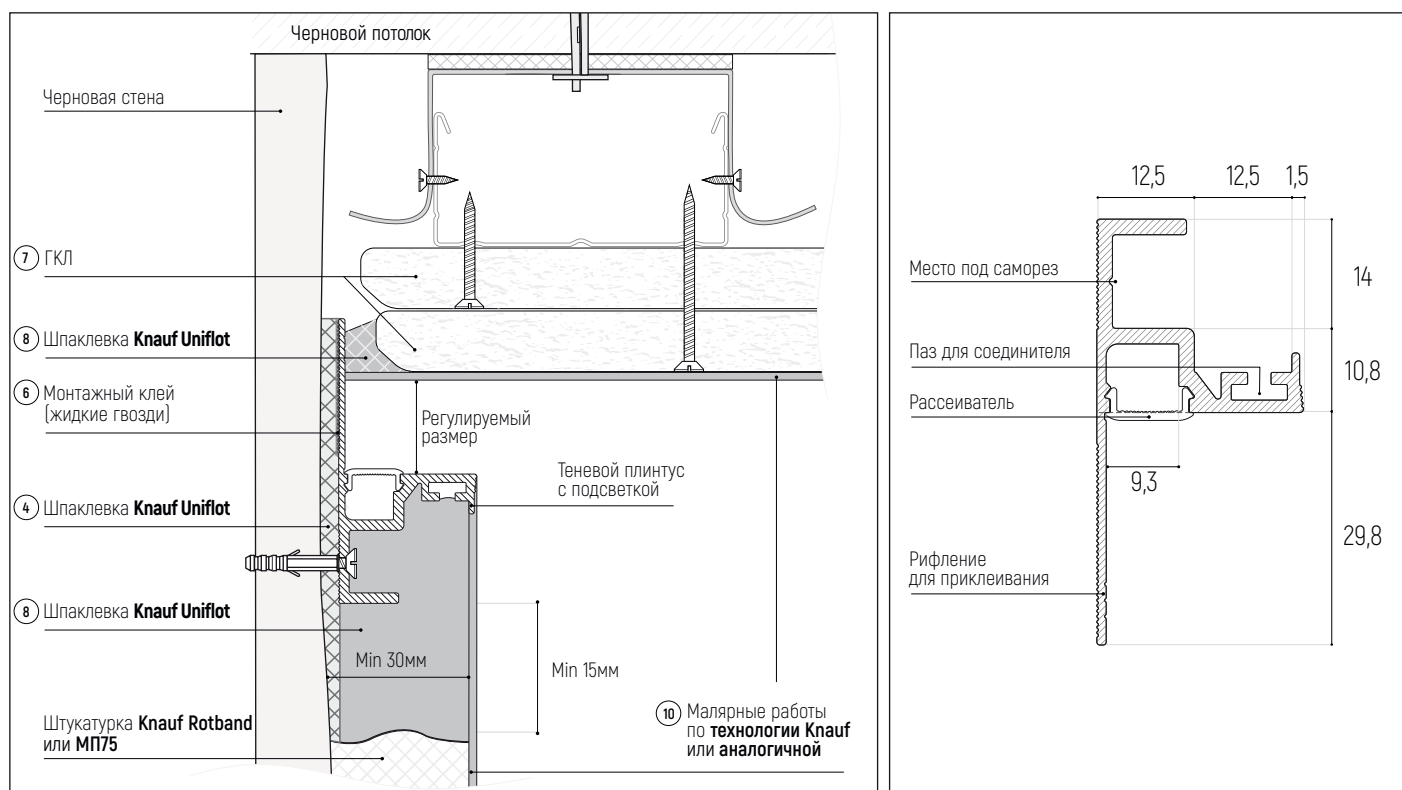 Черновой потолок
Черновая стена
7 ГКЛ
8 Шпаклевка Knauf Uniflot
6 Монтажный клей
(жидкие гвозди)
Регулируемый
размер
Теневой плинтус
с подсветкой
4 Шпаклевка Knauf Uniflot
8 Шпаклевка Knauf Uniflot
Min 30мм
Min 15мм
Штукатурка Knauf Rotband
или МП75
10 Малярные работы
по технологии Knauf
или аналогичной
12,5 12,5 1,5
Место под саморез
14
Паз для соединителя
10,8
Рассеиватель
9,3
29,8
Рифление
для приклеивания